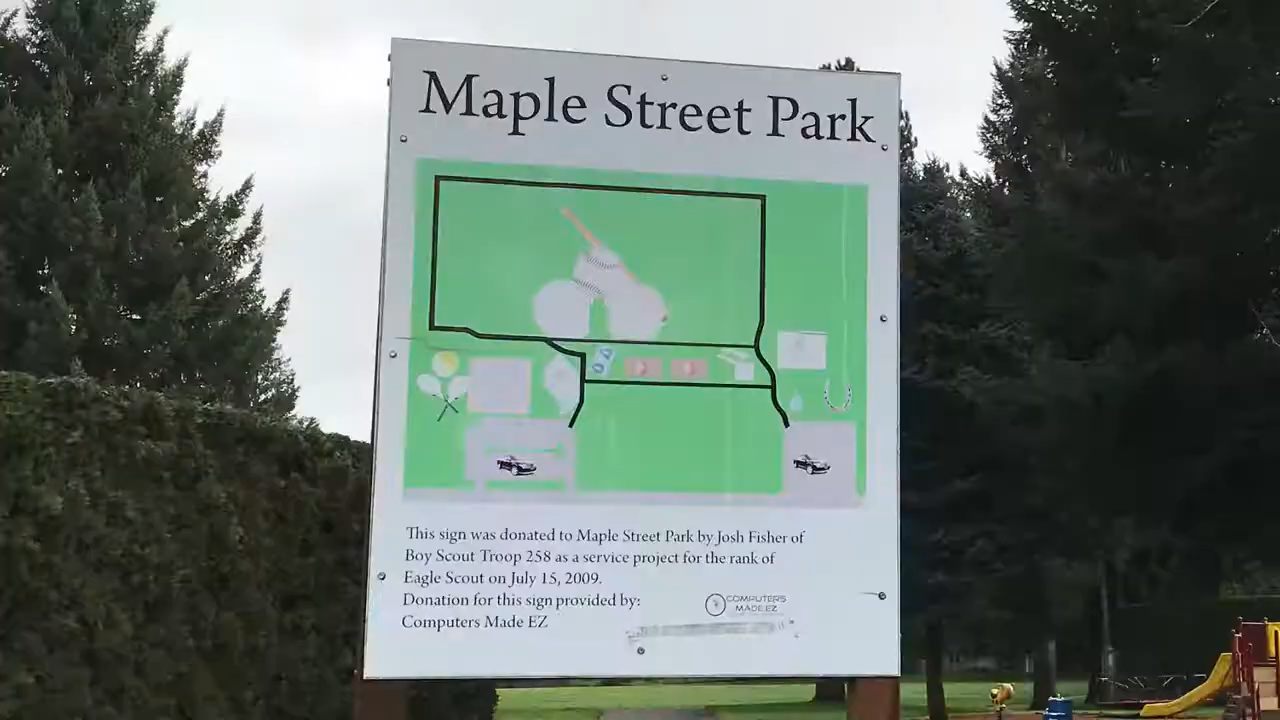 Maple Street Park
This sign was donated to Maple Street Park by Josh Fisher of
Boy Scout Troop 258 as a service project for the rank of
Eagle Scout on July 15, 2009.
Donation for this sign provided by:
Computers Made EZ
COMPUTERS
MADE EZ